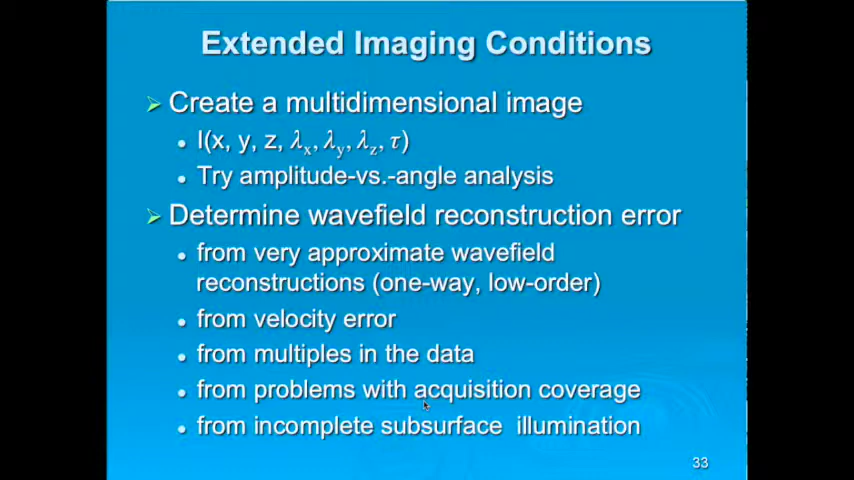 Extended Imaging Conditions
Create a multidimensional image
I(x, y, z, λx, λy, λz, τ)
Try amplitude-vs.-angle analysis
Determine wavefield reconstruction error
from very approximate wavefield
reconstructions (one-way, low-order)
from velocity error
from multiples in the data
from problems with acquisition coverage
from incomplete subsurface illumination
33